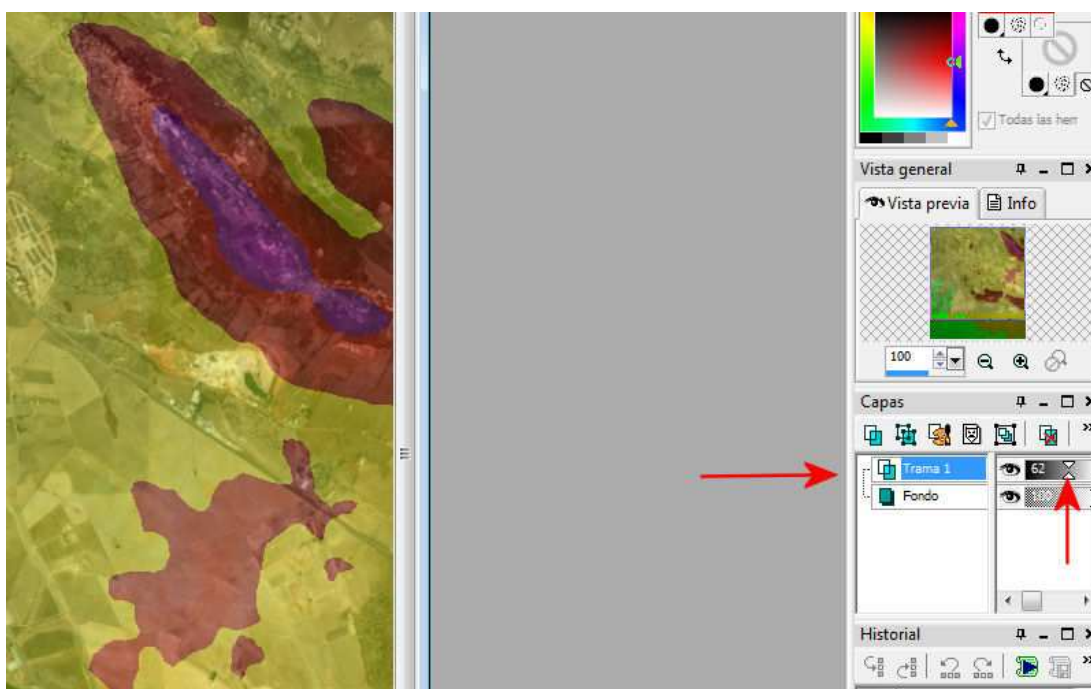 Todas las herr
Vista general
Vista previa Info
100
Capas
Trama 1 62
Fondo 100
Historial